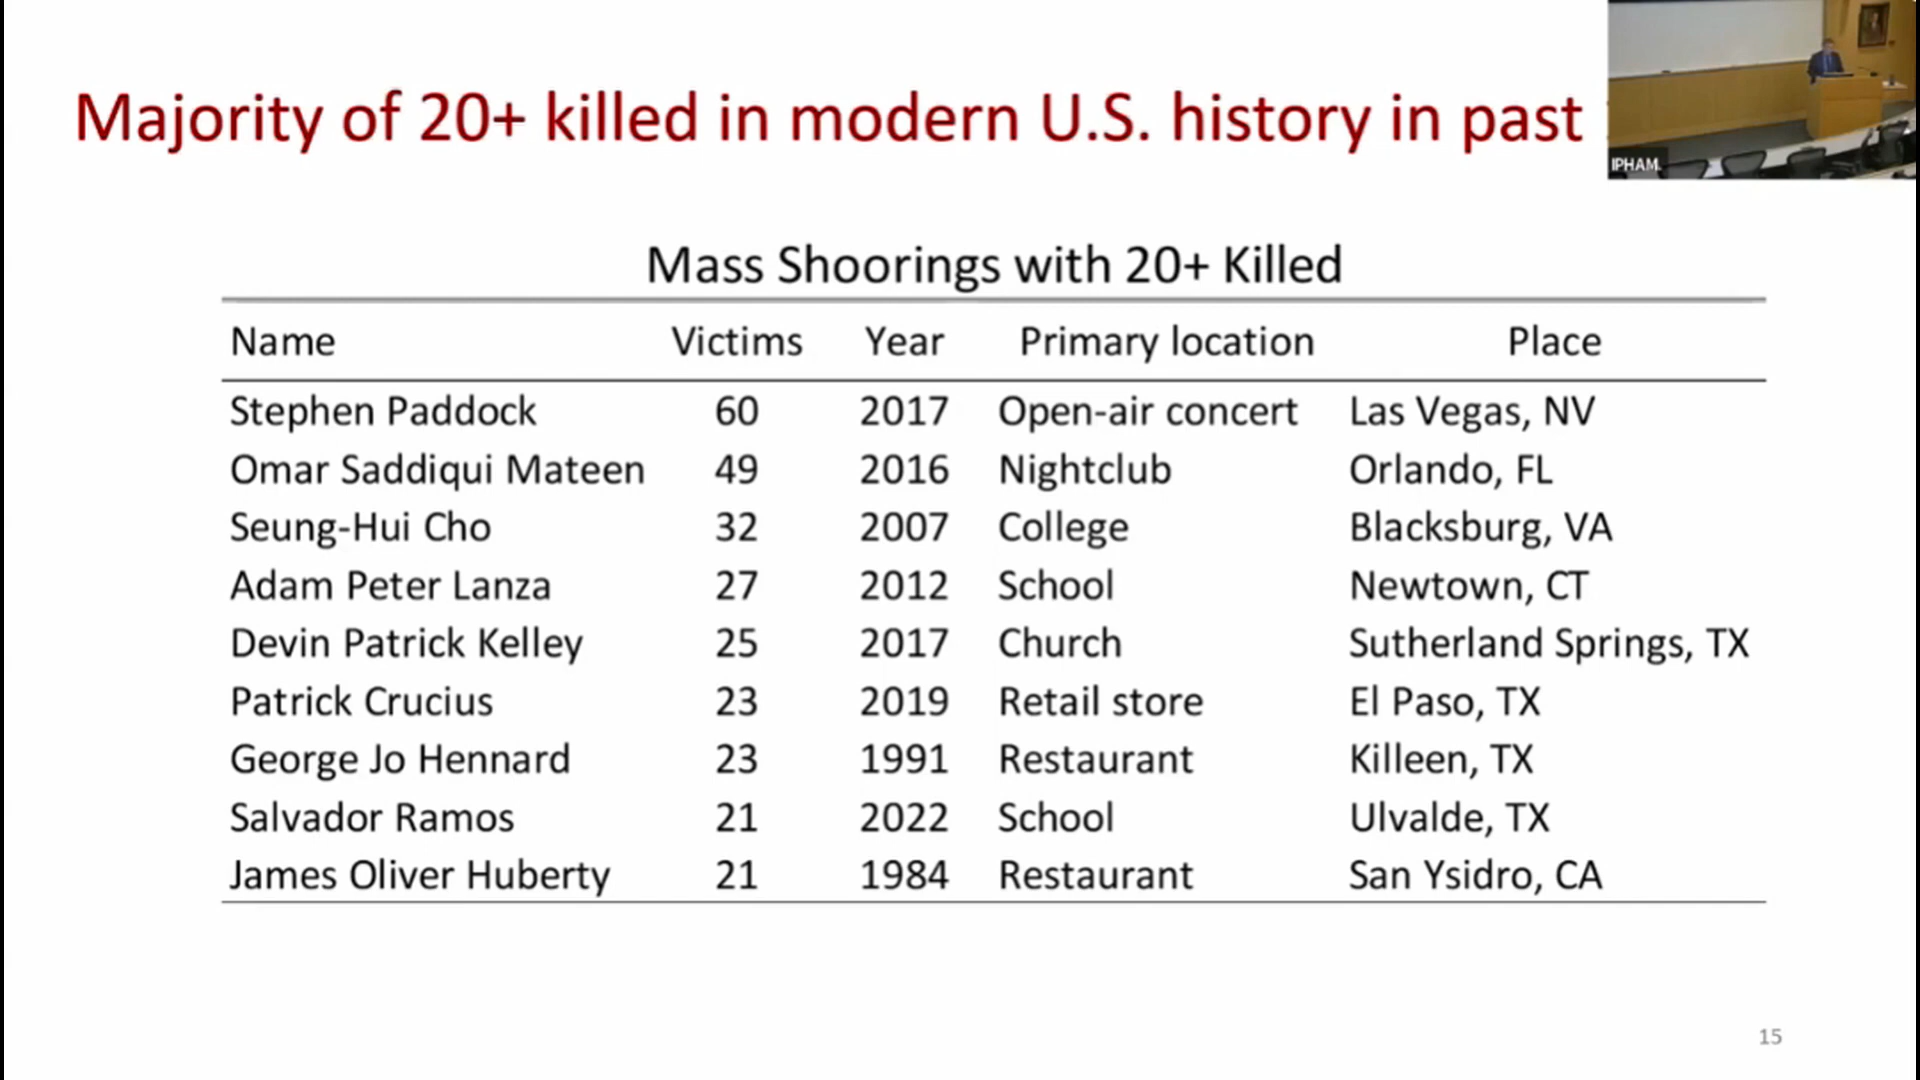 Majority of 20+ killed in modern U.S. history in past
IPHAM
Mass Shoorings with 20+ Killed
Name Victims Year Primary location Place
Stephen Paddock 60 2017 Open-air concert Las Vegas, NV
Omar Saddiqui Mateen 49 2016 Nightclub Orlando, FL
Seung-Hui Cho 32 2007 College Blacksburg, VA
Adam Peter Lanza 27 2012 School Newtown, CT
Devin Patrick Kelley 25 2017 Church Sutherland Springs, TX
Patrick Crucius 23 2019 Retail store El Paso, TX
George Jo Hennard 23 1991 Restaurant Killeen, TX
Salvador Ramos 21 2022 School Ulvalde, TX
James Oliver Huberty 21 1984 Restaurant San Ysidro, CA
15